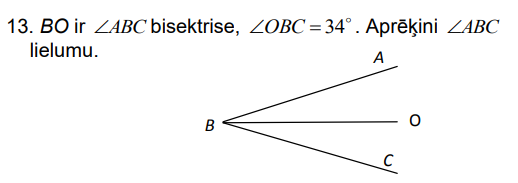 13. BO ir ∠ABC bisektrise, ∠OBC = 34°. Aprēķini ∠ABC
lielumu.
A
B
O
C